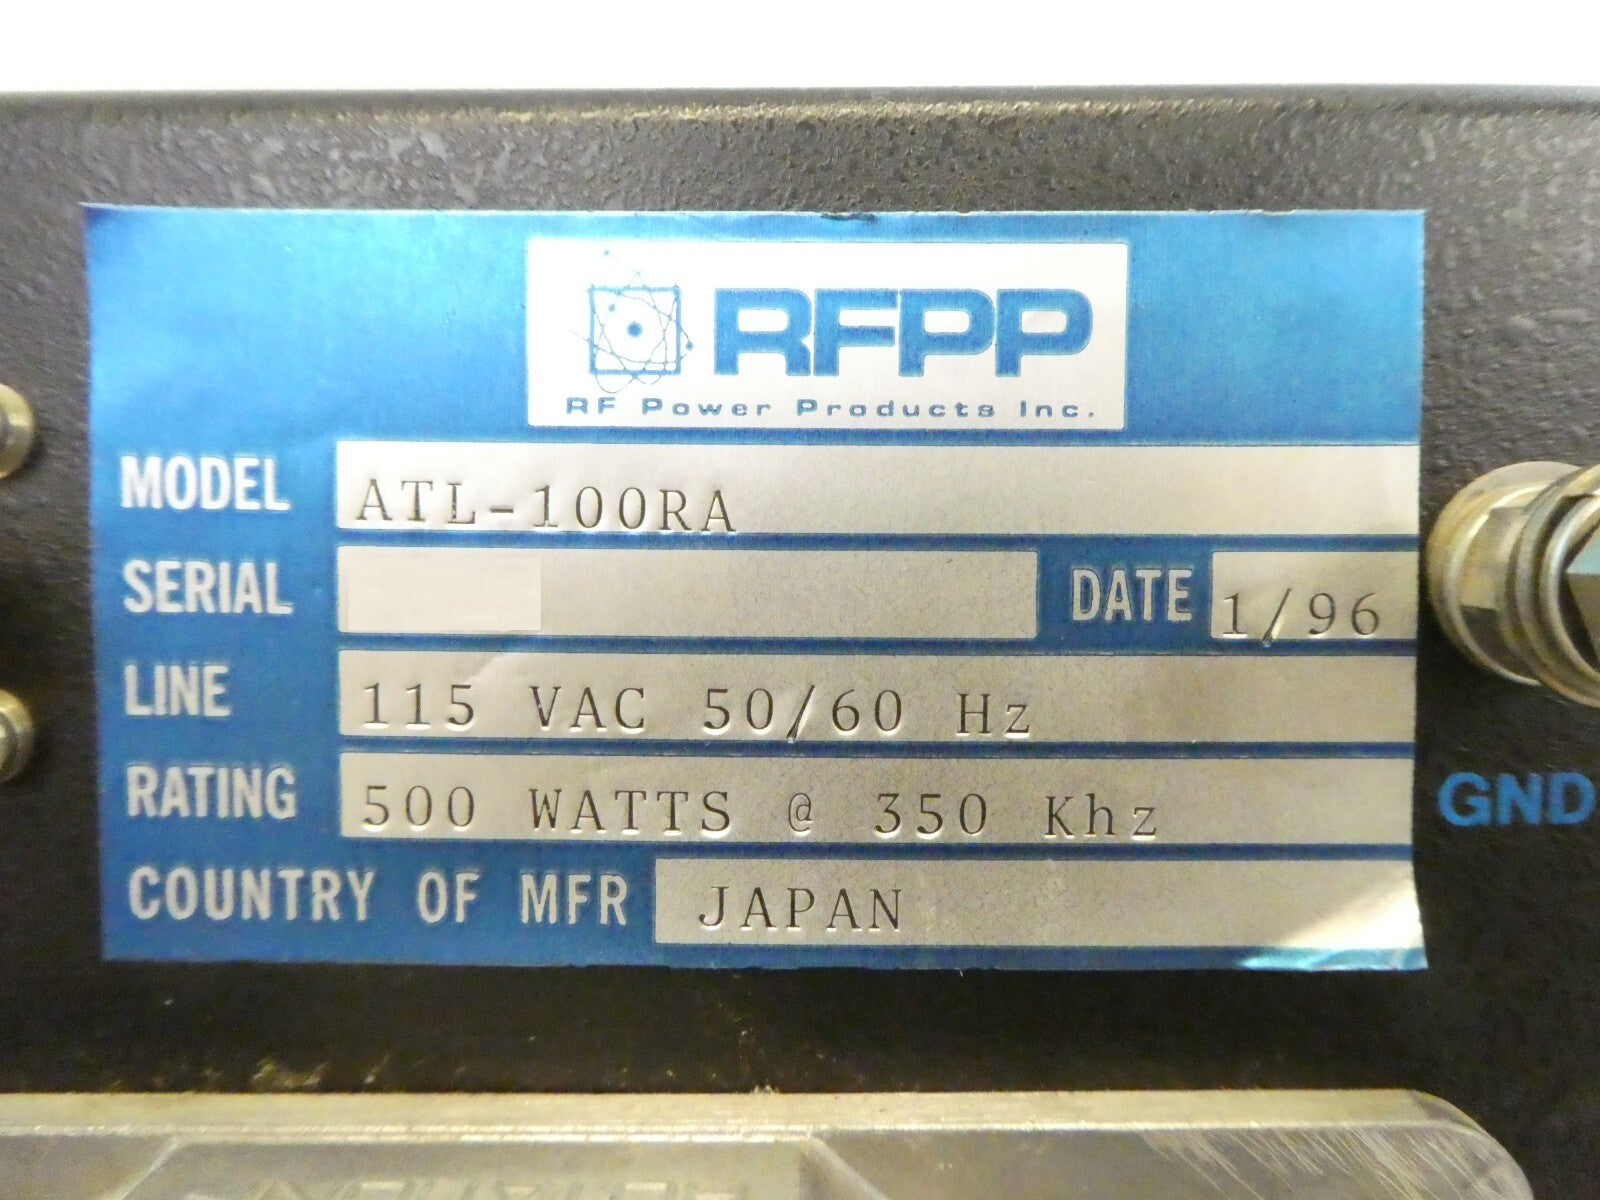 RFPP
RF Power Products Inc.
MODEL ATL-100RA
SERIAL DATE 1/96
LINE 115 VAC 50/60 Hz
RATING 500 WATTS @ 350 Khz
COUNTRY OF MFR JAPAN
GND